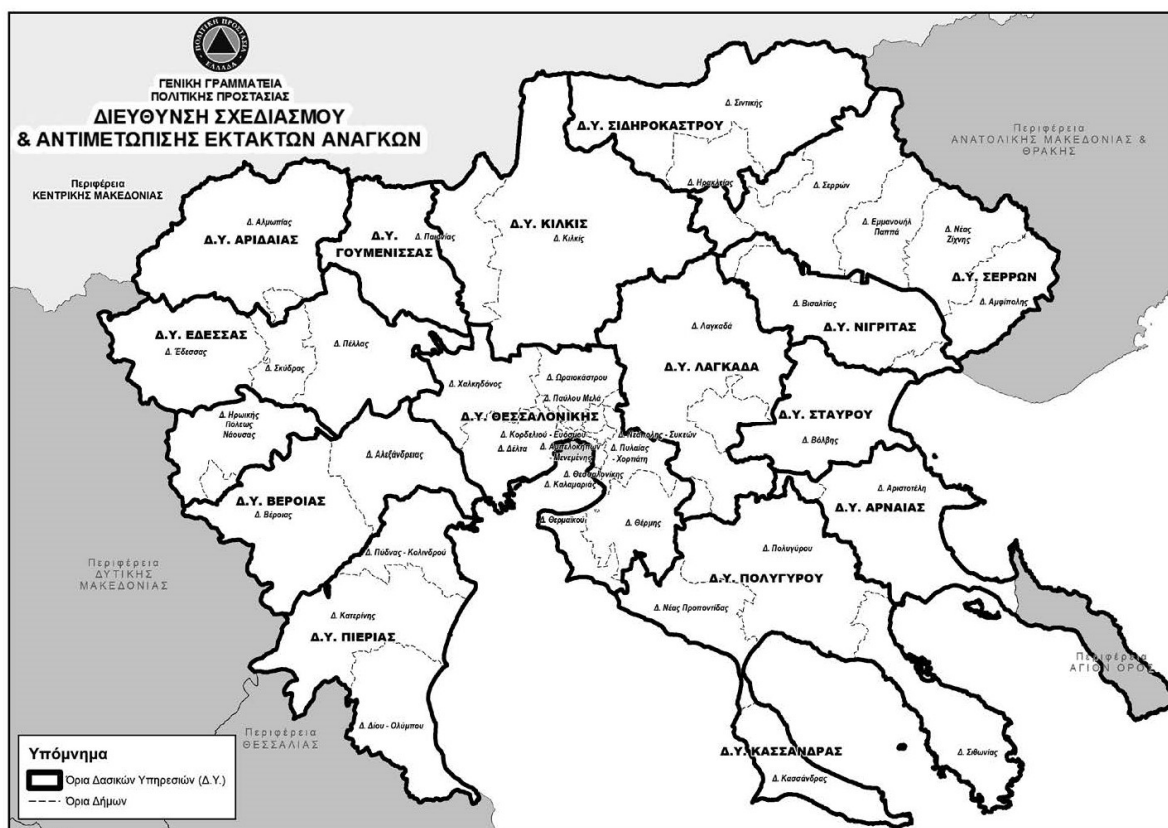 ΠΟΛΙΤΙΚΗ ΠΡΟΣΤΑΣΙΑ
ΕΛΛΑΔΑ
ΓΕΝΙΚΗ ΓΡΑΜΜΑΤΕΙΑ
ΠΟΛΙΤΙΚΗΣ ΠΡΟΣΤΑΣΙΑΣ
ΔΙΕΥΘΥΝΣΗ ΣΧΕΔΙΑΣΜΟΥ
& ΑΝΤΙΜΕΤΩΠΙΣΗΣ ΕΚΤΑΚΤΩΝ ΑΝΑΓΚΩΝ
Περιφέρεια
ΚΕΝΤΡΙΚΗΣ ΜΑΚΕΔΟΝΙΑΣ
Δ. Σιντικής
Δ.Υ. ΣΙΔΗΡΟΚΑΣΤΡΟΥ
Περιφέρεια
ΑΝΑΤΟΛΙΚΗΣ ΜΑΚΕΔΟΝΙΑΣ &
ΘΡΑΚΗΣ
Δ. Ηρακλείας
Δ. Σερρών
Δ. Αλμωπίας
Δ.Υ. ΑΡΙΔΑΙΑΣ
Δ.Υ.
ΓΟΥΜΕΝΙΣΣΑΣ
Δ. Παιονίας
Δ.Υ. ΚΙΛΚΙΣ
Δ. Κιλκίς
Δ. Εμμανουήλ
Παππά
Δ. Νέας
Ζίχνης
Δ.Υ. ΣΕΡΡΩΝ
Δ. Αμφίπολης
Δ. Βισαλτίας
Δ.Υ. ΝΙΓΡΙΤΑΣ
Δ.Υ. ΕΔΕΣΣΑΣ
Δ. Έδεσσας
Δ. Σκύδρας
Δ. Πέλλας
Δ. Λαγκαδά
Δ.Υ. ΛΑΓΚΑΔΑ
Δ. Χαλκηδόνος
Δ. Ωραιοκάστρου
Δ. Παύλου Μελά
Δ.Υ. ΘΕΣΣΑΛΟΝΙΚΗΣ
Δ. Κορδελιού - Ευόσμου
Δ. Νεάπολης - Συκεών
Δ. Δέλτα
Δ. Αμπελοκήπων
- Μενεμένης
Δ. Πυλαίας
- Χορτιάτη
Δ. Θεσσαλονίκης
Δ. Καλαμαριάς
Δ. Θερμαϊκού
Δ. Θέρμης
Δ.Υ. ΣΤΑΥΡΟΥ
Δ. Βόλβης
Δ. Ηρωικής
Πόλεως
Νάουσας
Δ. Αλεξάνδρειας
Δ.Υ. ΒΕΡΟΙΑΣ
Δ. Βέροιας
Δ. Αριστοτέλη
Δ.Υ. ΑΡΝΑΙΑΣ
Δ. Πύδνας - Κολινδρού
Δ. Πολυγύρου
Δ.Υ. ΠΟΛΥΓΥΡΟΥ
Δ. Νέας Προποντίδας
Περιφέρεια
ΔΥΤΙΚΗΣ
ΜΑΚΕΔΟΝΙΑΣ
Δ. Κατερίνης
Δ.Υ. ΠΙΕΡΙΑΣ
Περιφέρεια
ΑΓΙΟΝ ΟΡΟΣ
Δ. Δίου - Ολύμπου
Περιφέρεια
ΘΕΣΣΑΛΙΑΣ
Δ.Υ. ΚΑΣΣΑΝΔΡΑΣ
Δ. Κασσάνδρας
Δ. Σιθωνίας
Υπόμνημα
Όρια Δασικών Υπηρεσιών (Δ.Υ.)
Όρια Δήμων